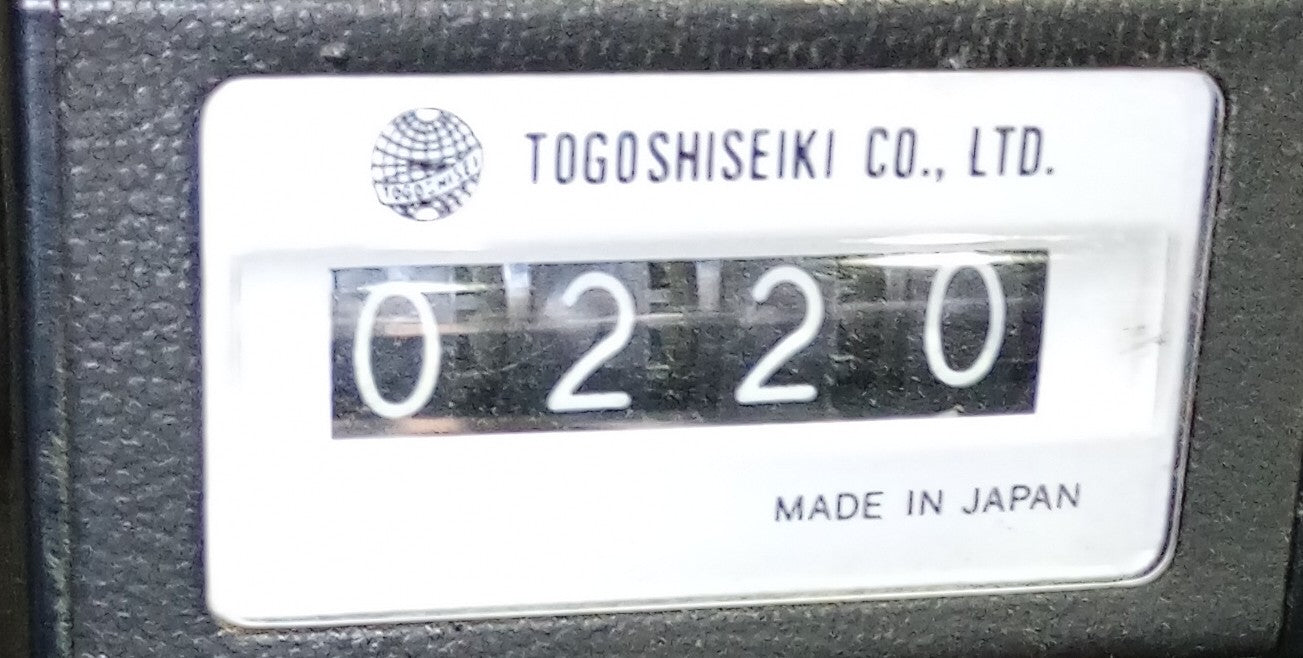 TOGOSHISEIKI CO., LTD.
0220
MADE IN JAPAN